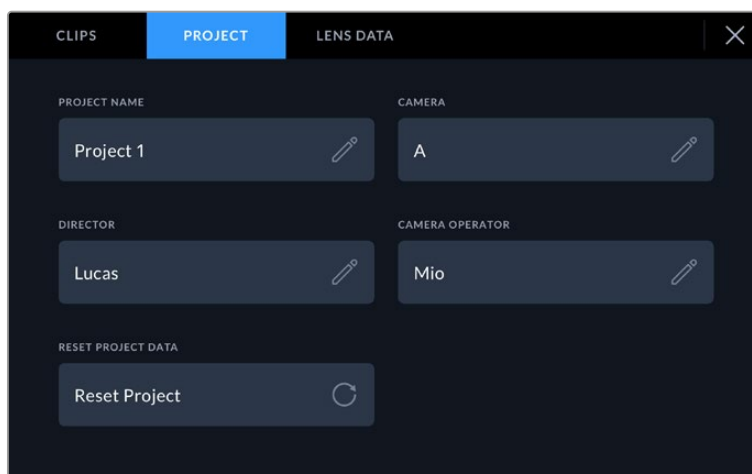 CLIPS PROJECT LENS DATA
PROJECT NAME CAMERA
Project 1 A
DIRECTOR CAMERA OPERATOR
Lucas Mio
RESET PROJECT DATA
Reset Project